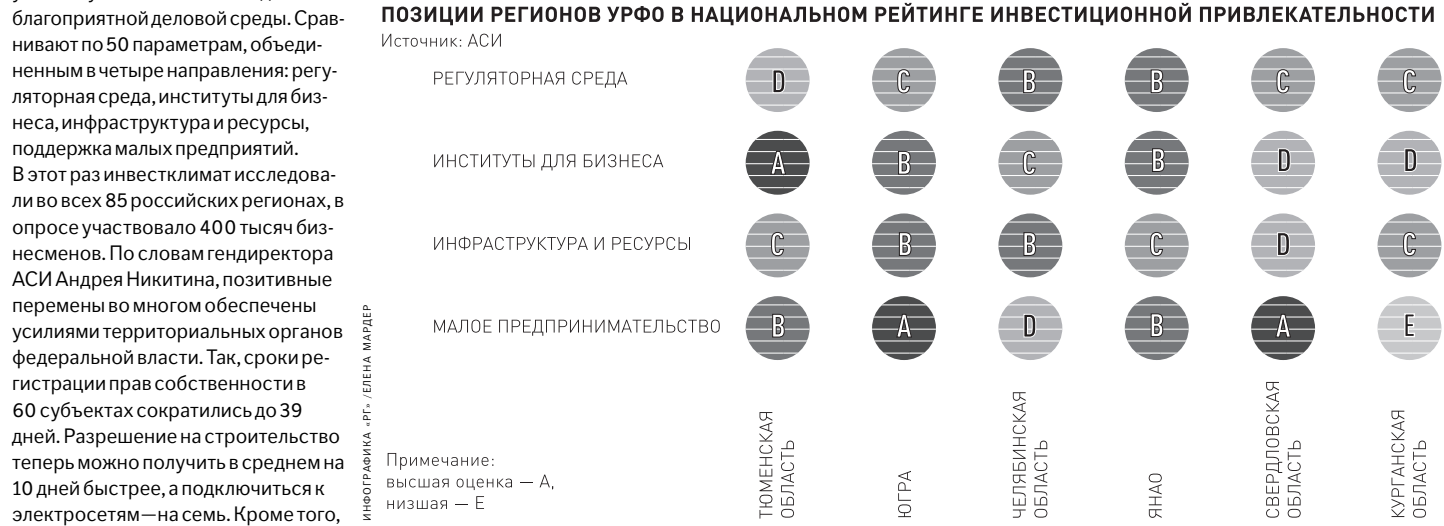 благоприятной деловой среды. Срав-
нивают по 50 параметрам, объеди-
ненным в четыре направления: регу-
ляторная среда, институты для биз-
неса, инфраструктура и ресурсы,
поддержка малых предприятий.
В этот раз инвестклимат исследова-
ли во всех 85 российских регионах, в
опросе участвовало 400 тысяч биз-
несменов. По словам гендиректора
АСИ Андрея Никитина, позитивные
перемены во многом обеспечены
усилиями территориальных органов
федеральной власти. Так, сроки ре-
гистрации прав собственности в
60 субъектах сократились до 39
дней. Разрешение на строительство
теперь можно получить в среднем на
10 дней быстрее, а подключиться к
электросетям—на семь. Кроме того,
ИНФОГРАФИКА «РГ» /ЕЛЕНА МАРДЕР
ПОЗИЦИИ РЕГИОНОВ УРФО В НАЦИОНАЛЬНОМ РЕЙТИНГЕ ИНВЕСТИЦИОННОЙ ПРИВЛЕКАТЕЛЬНОСТИ
Источник: АСИ
РЕГУЛЯТОРНАЯ СРЕДА D C B B C C
ИНСТИТУТЫ ДЛЯ БИЗНЕСА A B C B D D
ИНФРАСТРУКТУРА И РЕСУРСЫ C B B C D C
МАЛОЕ ПРЕДПРИНИМАТЕЛЬСТВО B A D B A E
ТЮМЕНСКАЯ
ОБЛАСТЬ
ЮГРА
ЧЕЛЯБИНСКАЯ
ОБЛАСТЬ
ЯНАО
СВЕРДЛОВСКАЯ
ОБЛАСТЬ
КУРГАНСКАЯ
ОБЛАСТЬ
Примечание:
высшая оценка — А,
низшая — Е